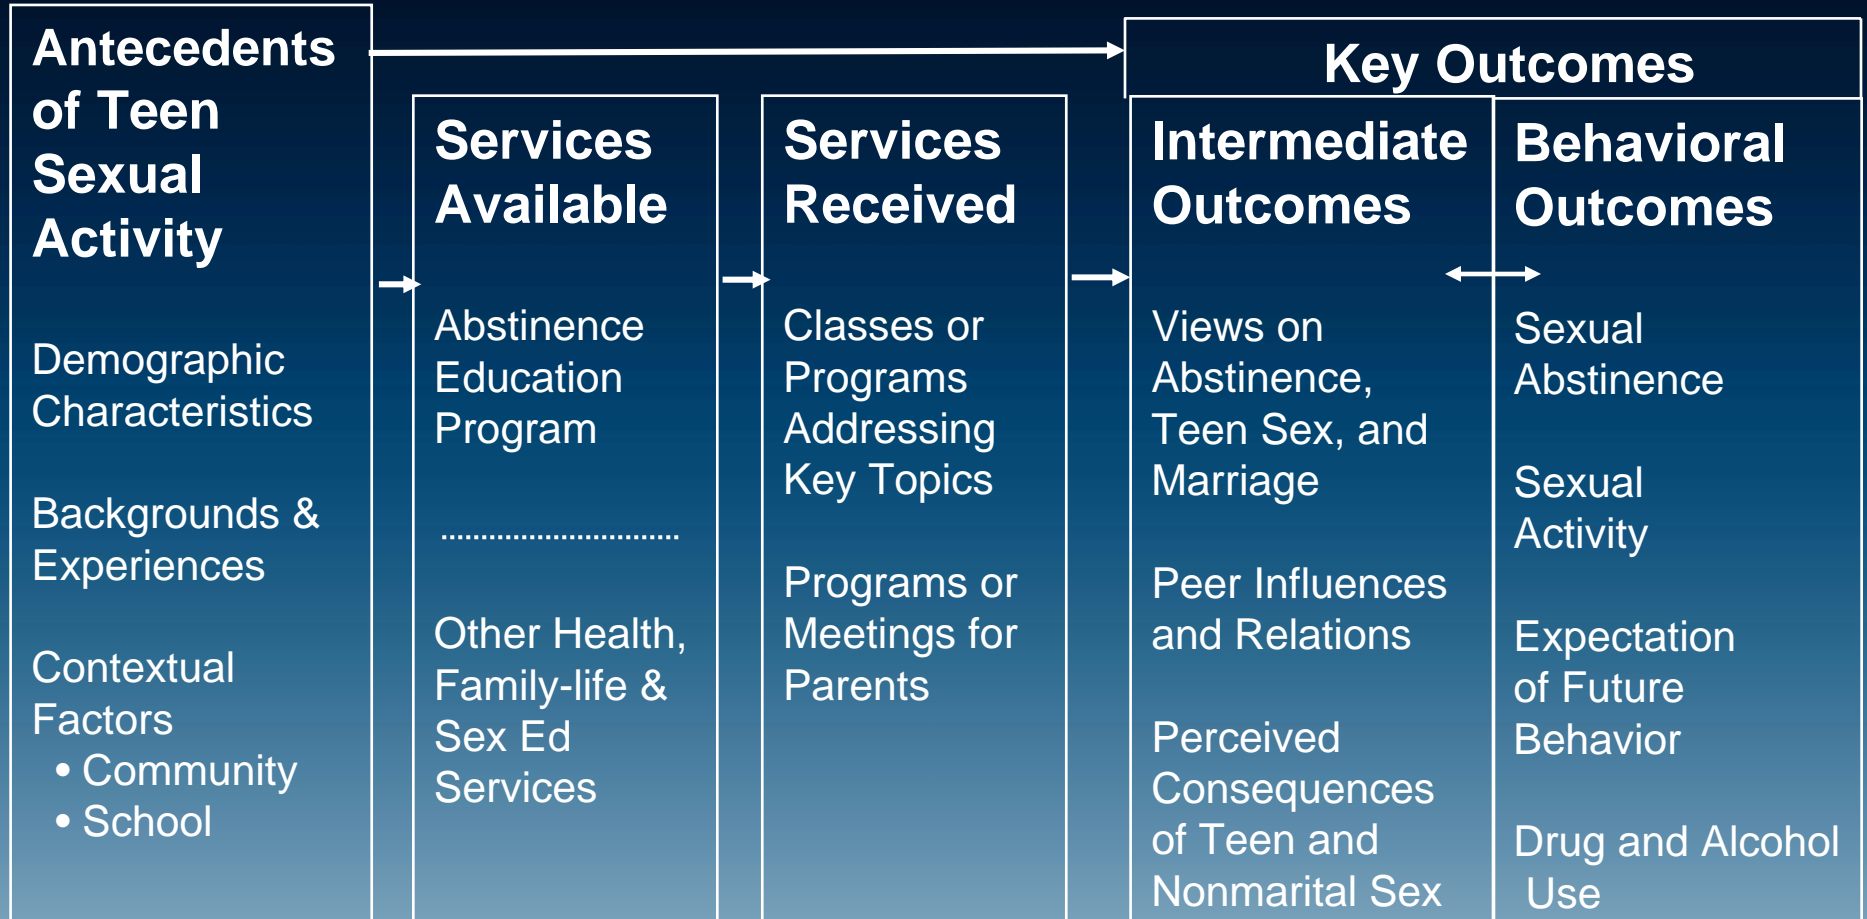 Antecedents
of Teen
Sexual
Activity
Demographic
Characteristics
Backgrounds &
Experiences
Contextual
Factors
• Community
• School
Services
Available
Abstinence
Education
Program
Other Health,
Family-life &
Sex Ed
Services
Services
Received
Classes or
Programs
Addressing
Key Topics
Programs or
Meetings for
Parents
Key Outcomes
Intermediate
Outcomes
Views on
Abstinence,
Teen Sex, and
Marriage
Peer Influences
and Relations
Perceived
Consequences
of Teen and
Nonmarital Sex
Behavioral
Outcomes
Sexual
Abstinence
Sexual
Activity
Expectation
of Future
Behavior
Drug and Alcohol
Use